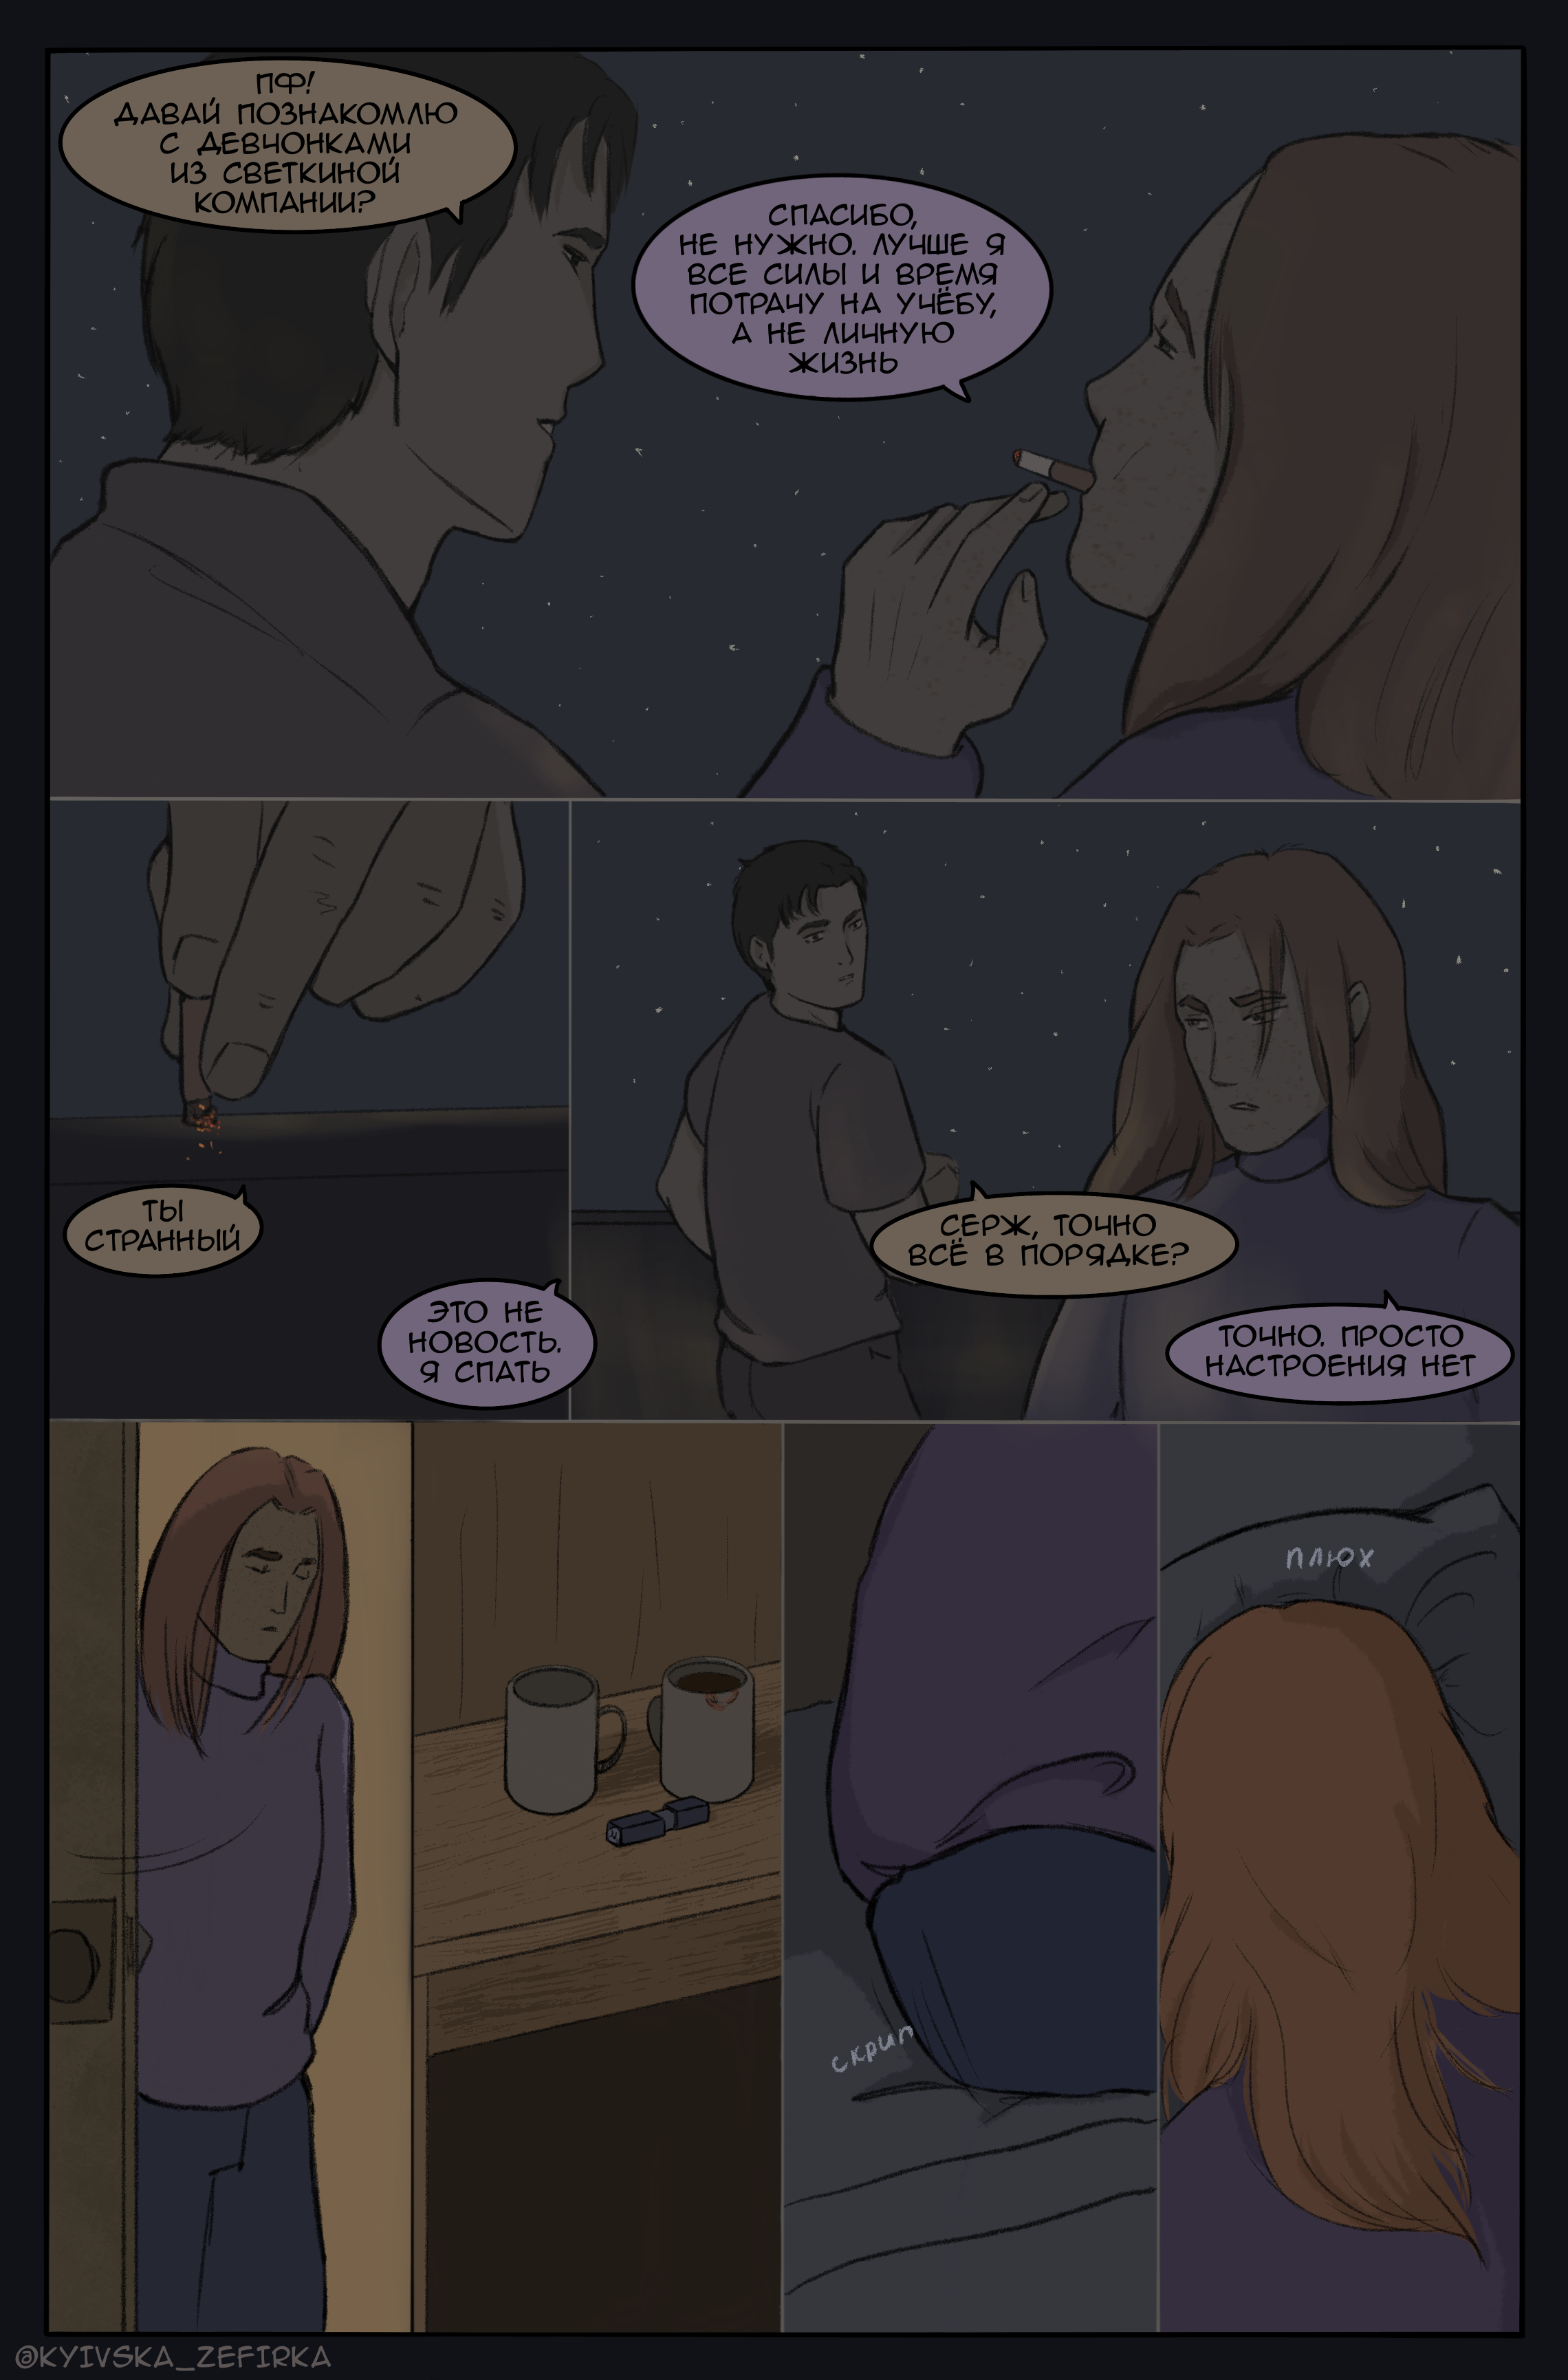 ПФ!
ДАВАЙ ПОЗНАКОМЛЮ
С ДЕВЧОНКАМИ
ИЗ СВЕТКИНОЙ
КОМПАНИИ?
СПАСИБО,
НЕ НУЖНО. ЛУЧШЕ Я
ВСЕ СИЛЫ И ВРЕМЯ
ПОТРАЧУ НА УЧЁБУ,
А НЕ ЛИЧНУЮ
ЖИЗНЬ
ТЫ
СТРАННЫЙ
ЭТО НЕ
НОВОСТЬ.
Я СПАТЬ
СЕРЖ, ТОЧНО
ВСЁ В ПОРЯДКЕ?
ТОЧНО. ПРОСТО
НАСТРОЕНИЯ НЕТ
скрип
плюх
@KYIVSKA_ZEFIRKA